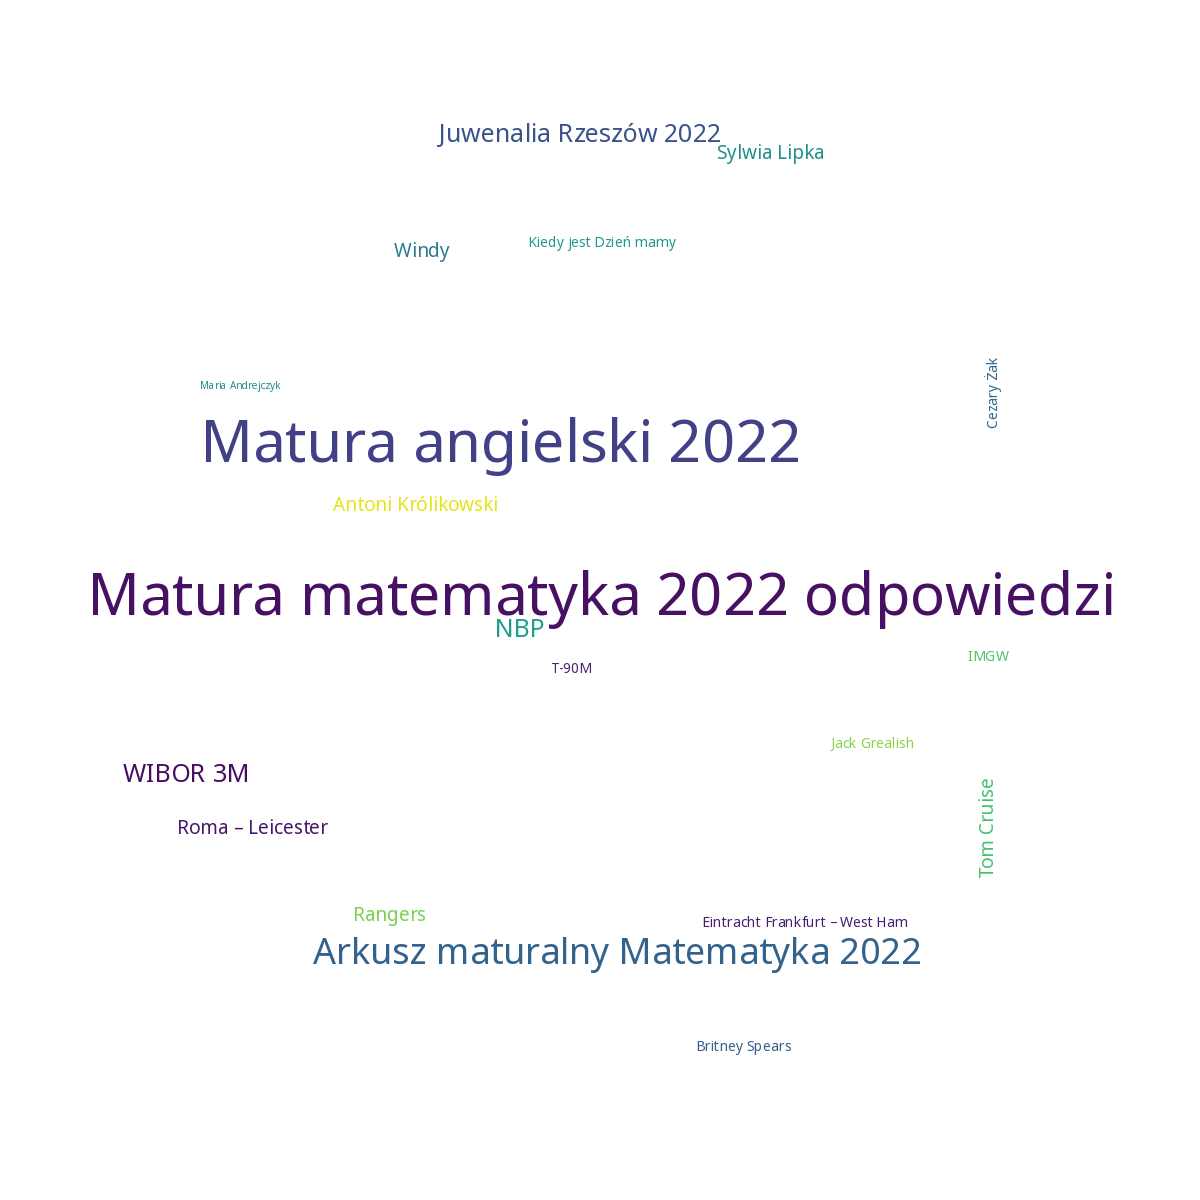 Juwenalia Rzeszów 2022
Sylwia Lipka
Kiedy jest Dzień mamy
Windy
Maria Andrejczyk
Cezary Żak
Matura angielski 2022
Antoni Królikowski
Matura matematyka 2022 odpowiedzi
NBP
IMGW
T-90M
Jack Grealish
WIBOR 3M
Roma – Leicester
Tom Cruise
Rangers
Eintracht Frankfurt – West Ham
Arkusz maturalny Matematyka 2022
Britney Spears